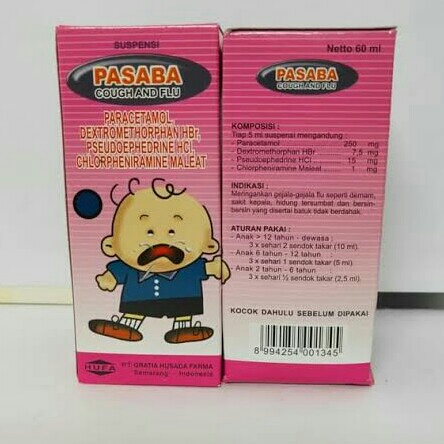 SUSPENSI
PASABA
COUGH AND FLU
PARACETAMOL
DEXTROMETHORPHAN HBr,
PSEUDOEPHEDRINE HCl,
CHLORPHENIRAMINE MALEAT
HUFA
PT. GRATIA HUSADA FARMA
Semarang - Indonesia
Netto 60 ml
PASABA
COUGH AND FLU
KOMPOSISI :
Tiap 5 ml suspensi mengandung :
- Paracetamol .......... 250 mg
- Dextromethorphan HBr .......... 7,5 mg
- Pseudoephedrine HCl .......... 15 mg
- Chlorpheniramine Maleat .......... 1 mg
INDIKASI :
Meringankan gejala-gejala flu seperti demam,
sakit kepala, hidung tersumbat dan bersin-
bersin yang disertai batuk tidak berdahak.
ATURAN PAKAI :
- Anak > 12 tahun - dewasa :
3 x sehari 2 sendok takar (10 ml).
- Anak 6 tahun - 12 tahun :
3 x sehari 1 sendok takar (5 ml).
- Anak 2 tahun - 6 tahun :
3 x sehari ½ sendok takar (2,5 ml).
KOCOK DAHULU SEBELUM DIPAKAI
8 994254 001345